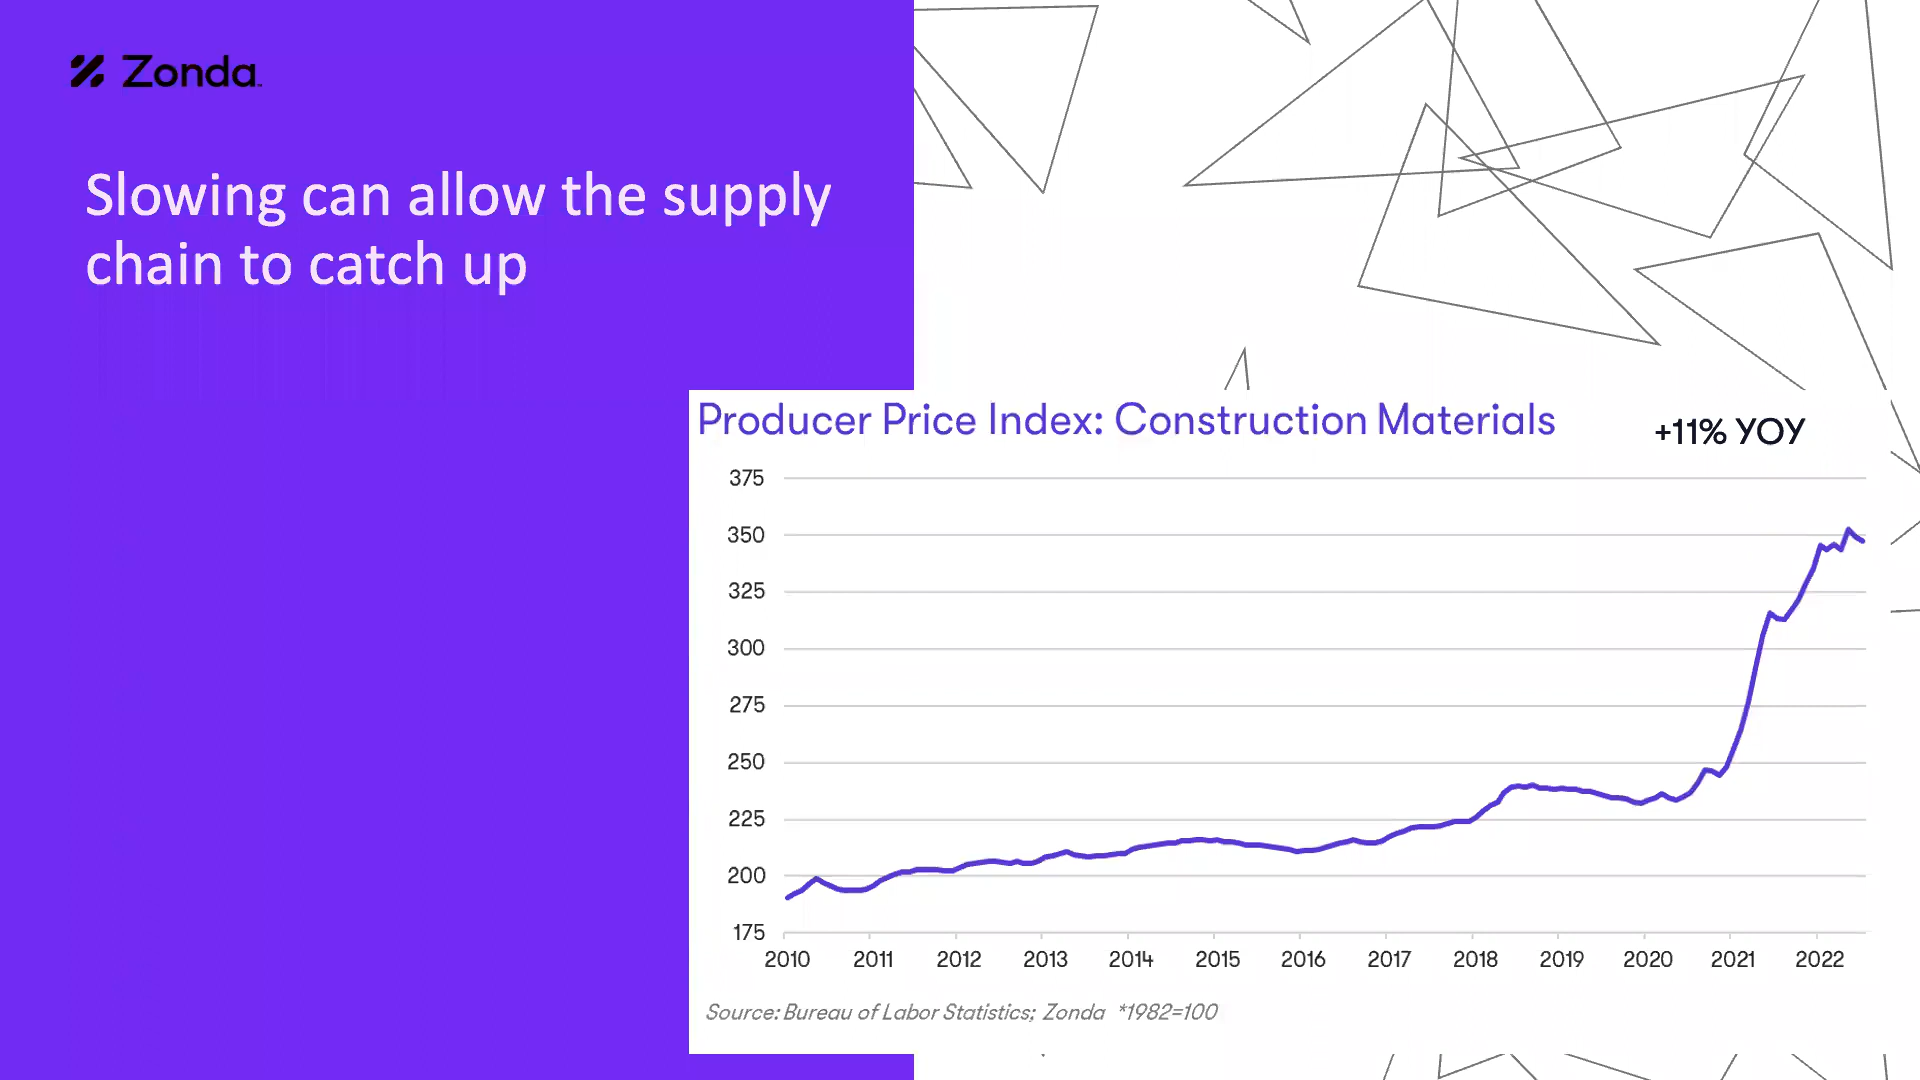 Zonda
Slowing can allow the supply
chain to catch up
Producer Price Index: Construction Materials
+11% YOY
375
350
325
300
275
250
225
200
175
2010 2011 2012 2013 2014 2015 2016 2017 2018 2019 2020 2021 2022
Source: Bureau of Labor Statistics; Zonda *1982=100